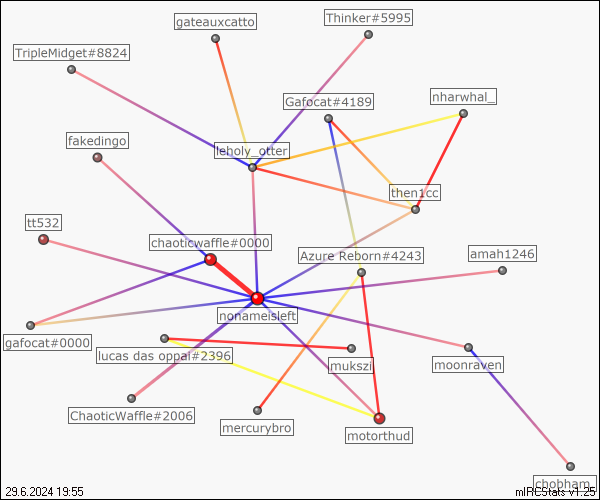 gateauxcatto
Thinker#5995
TripleMidget#8824
Gafocat#4189
nharwhal_
fakedingo
leholy_otter
then1cc
tt532
chaoticwaffle#0000
Azure Reborn#4243
amah1246
nonameisleft
gafocat#0000
lucas das oppai#2396
mukszi
moonraven
ChaoticWaffle#2006
mercurybro
motorthud
chobham_
29.6.2024 19:55
mIRCStats v1.25